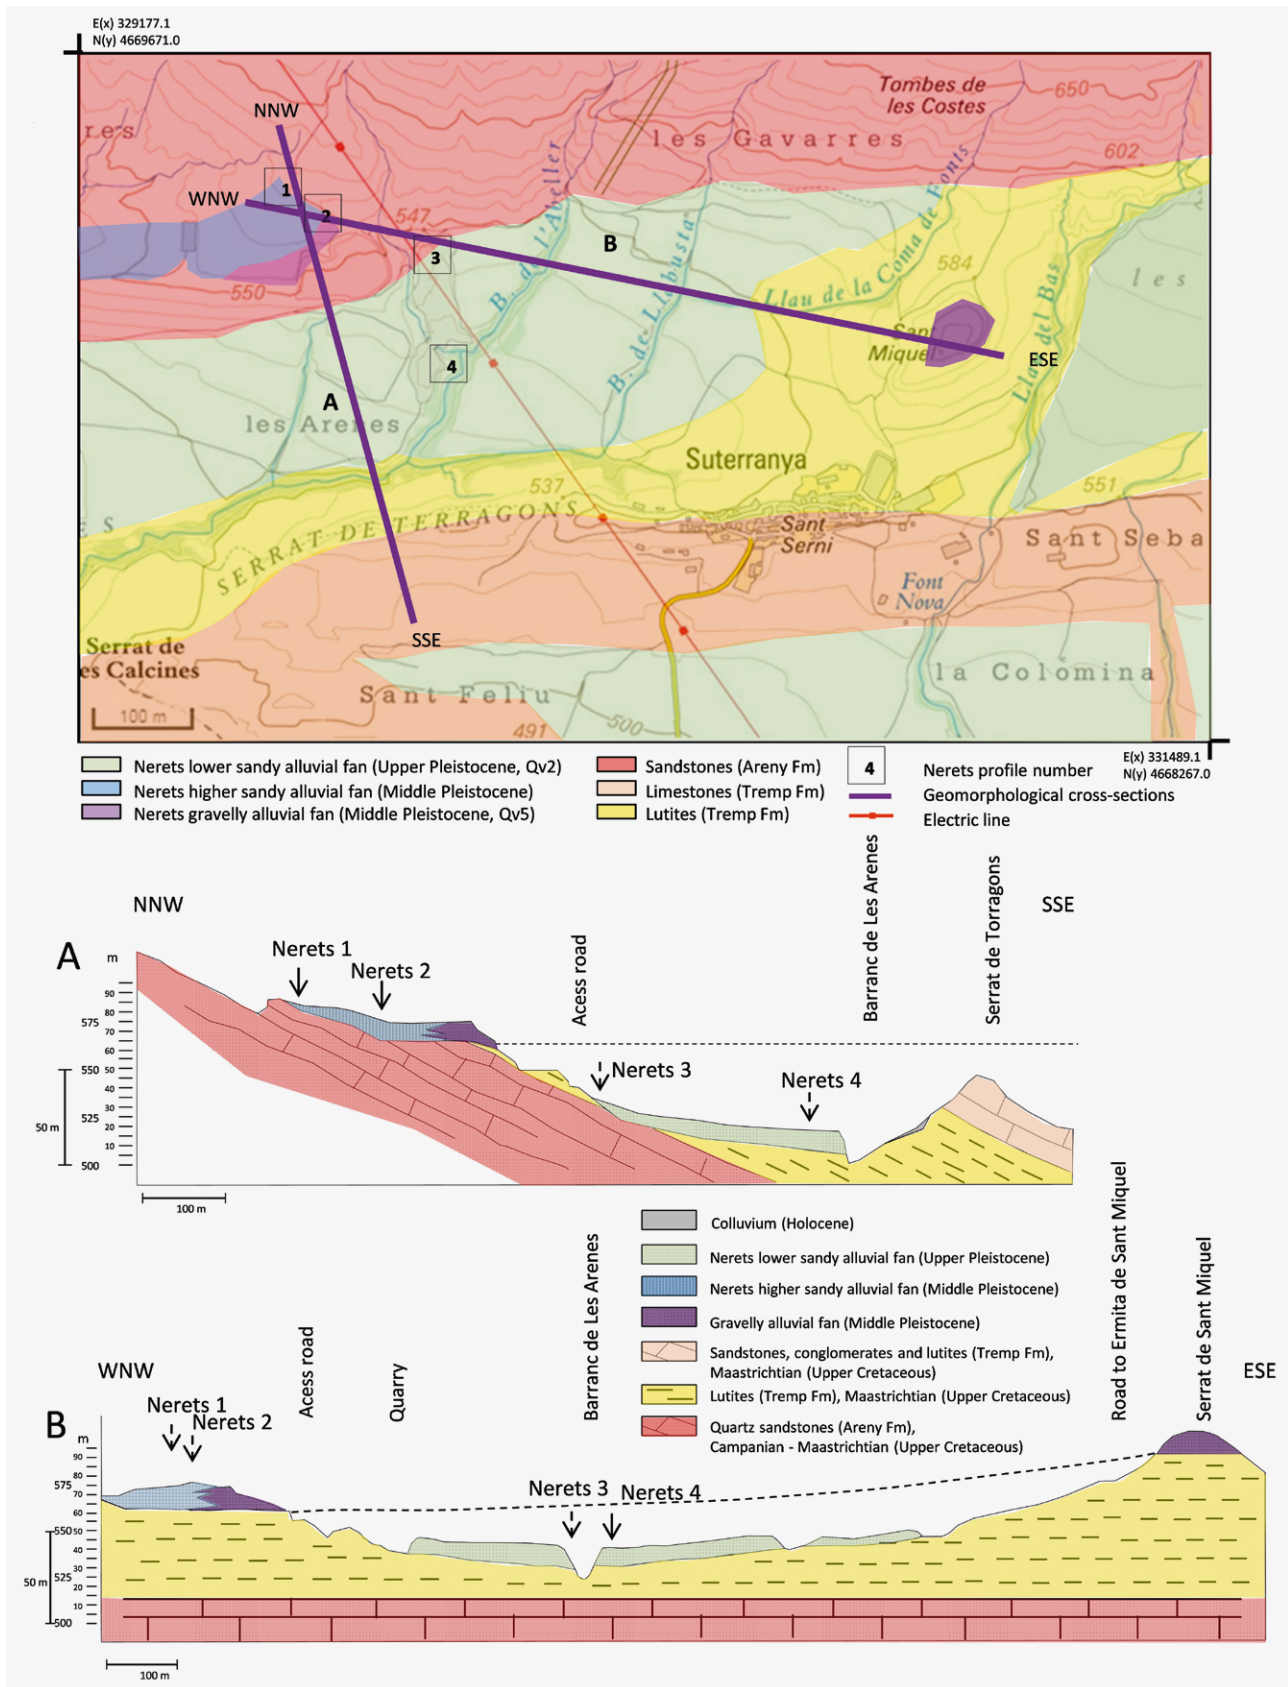 E(x) 329177.1
N(y) 4669671.0
NNW
Tombes de
les Costes
650
res
les Gavarres
602
WNW
1
2
547
B. de l'Abeller
3
B
B. de Llabusta
Llau de la Coma de Fonts
584
les
550
Sant
Miquel
Llau del Bas
ESE
4
A
les Arenes
Suterranya
537
551
ES
SERRAT DE TERRAGONS
Sant
Serni
Sant Seba
Font
Nova
SSE
Serrat de
es Calcines
Sant Feliu
la Colómina
100 m
491
500
E(x) 331489.1
N(y) 4668267.0
Nerets lower sandy alluvial fan (Upper Pleistocene, Qv2)
Nerets higher sandy alluvial fan (Middle Pleistocene)
Nerets gravelly alluvial fan (Middle Pleistocene, Qv5)
Sandstones (Areny Fm)
Limestones (Tremp Fm)
Lutites (Tremp Fm)
4
Nerets profile number
Geomorphological cross-sections
Electric line
NNW
Acess road
Barranc de Les Arenes
Serrat de Torragons
SSE
A
m
Nerets 1
Nerets 2
Nerets 3
Nerets 4
90
80
575
70
60
550
50
40
30
525
20
10
500
50 m
100 m
Colluvium (Holocene)
Nerets lower sandy alluvial fan (Upper Pleistocene)
Nerets higher sandy alluvial fan (Middle Pleistocene)
Gravelly alluvial fan (Middle Pleistocene)
Sandstones, conglomerates and lutites (Tremp Fm),
Maastrichtian (Upper Cretaceous)
Lutites (Tremp Fm), Maastrichtian (Upper Cretaceous)
Quartz sandstones (Areny Fm),
Campanian - Maastrichtian (Upper Cretaceous)
WNW
Acess road
Quarry
Barranc de Les Arenes
Road to Ermita de Sant Miquel
Serrat de Sant Miquel
ESE
B
m
Nerets 1
Nerets 2
Nerets 3
Nerets 4
90
80
575
70
60
550
50
40
30
525
20
10
500
50 m
100 m